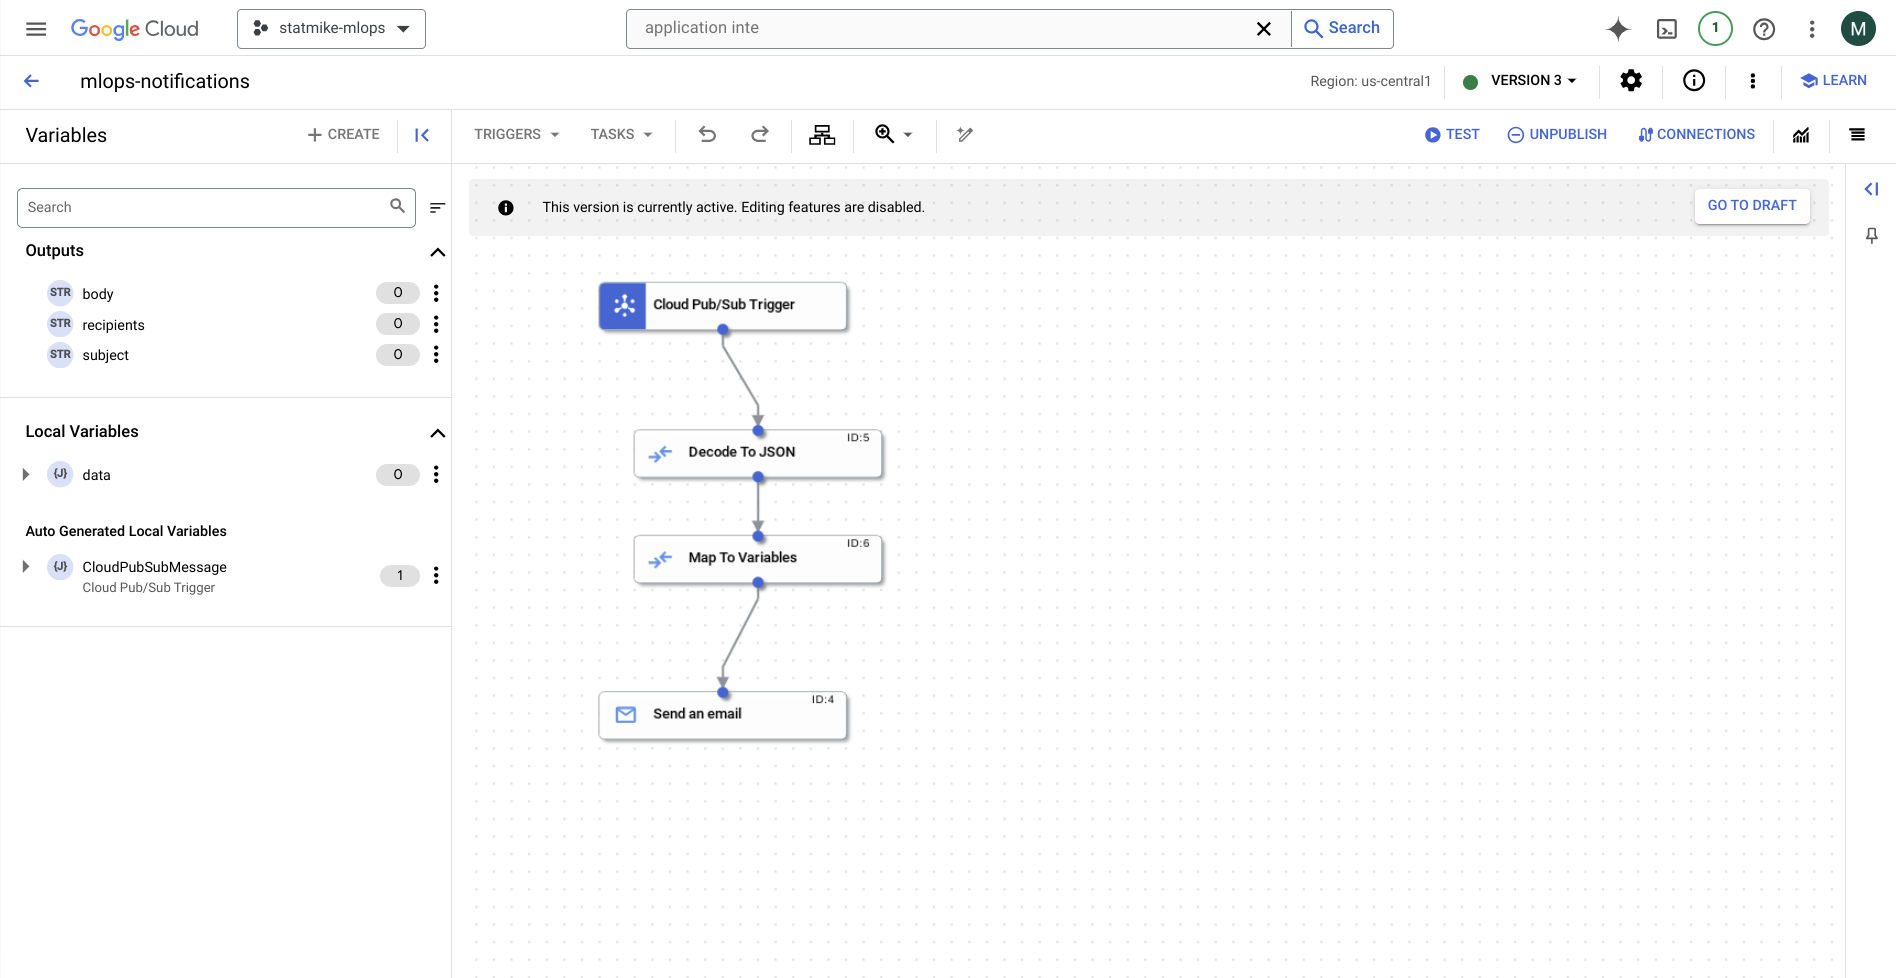 Google Cloud
statmike-mlops
application inte
Search
1
M
mlops-notifications
Region: us-central1
VERSION 3
LEARN
Variables
CREATE
TRIGGERS
TASKS
TEST
UNPUBLISH
CONNECTIONS
Search
This version is currently active. Editing features are disabled.
GO TO DRAFT
Outputs
STR body 0
STR recipients 0
STR subject 0
Local Variables
{J} data 0
Auto Generated Local Variables
{J} CloudPubSubMessage 1
Cloud Pub/Sub Trigger
Cloud Pub/Sub Trigger
ID:5
Decode To JSON
ID:6
Map To Variables
ID:4
Send an email